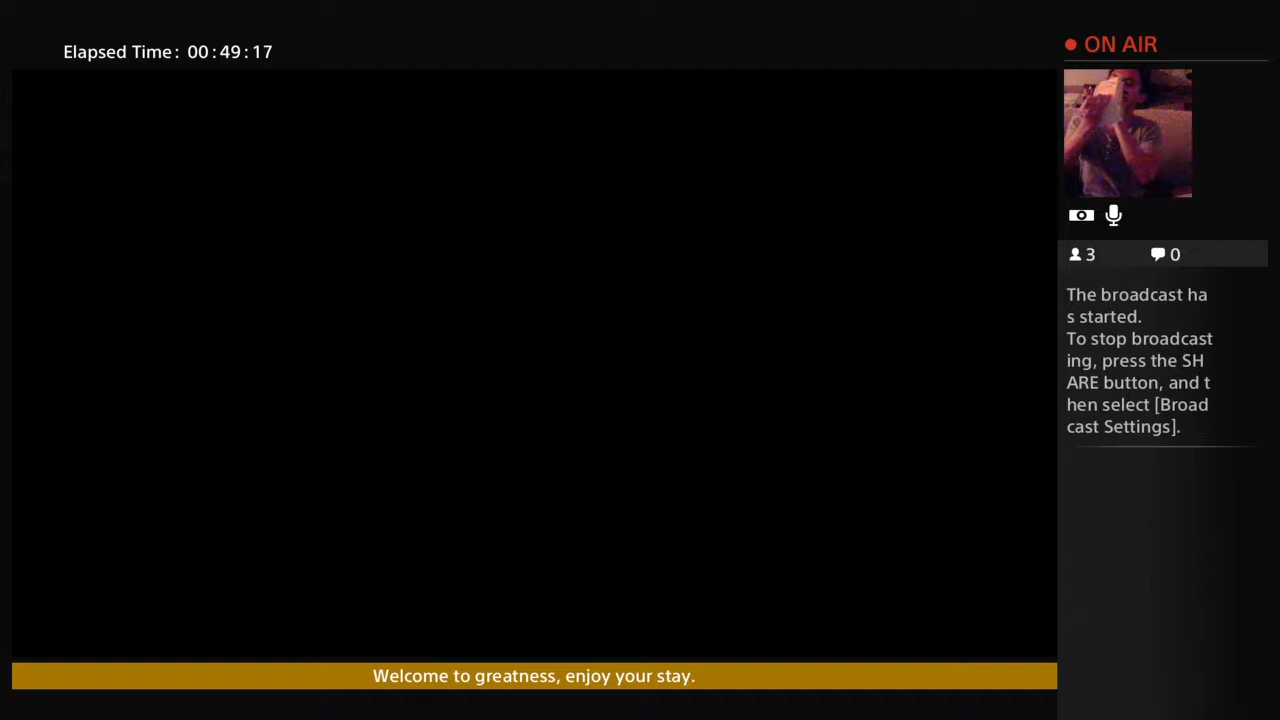 Elapsed Time: 00:49:17
ON AIR
3 0
The broadcast ha
s started.
To stop broadcast
ing, press the SH
ARE button, and t
hen select [Broad
cast Settings].
Welcome to greatness, enjoy your stay.